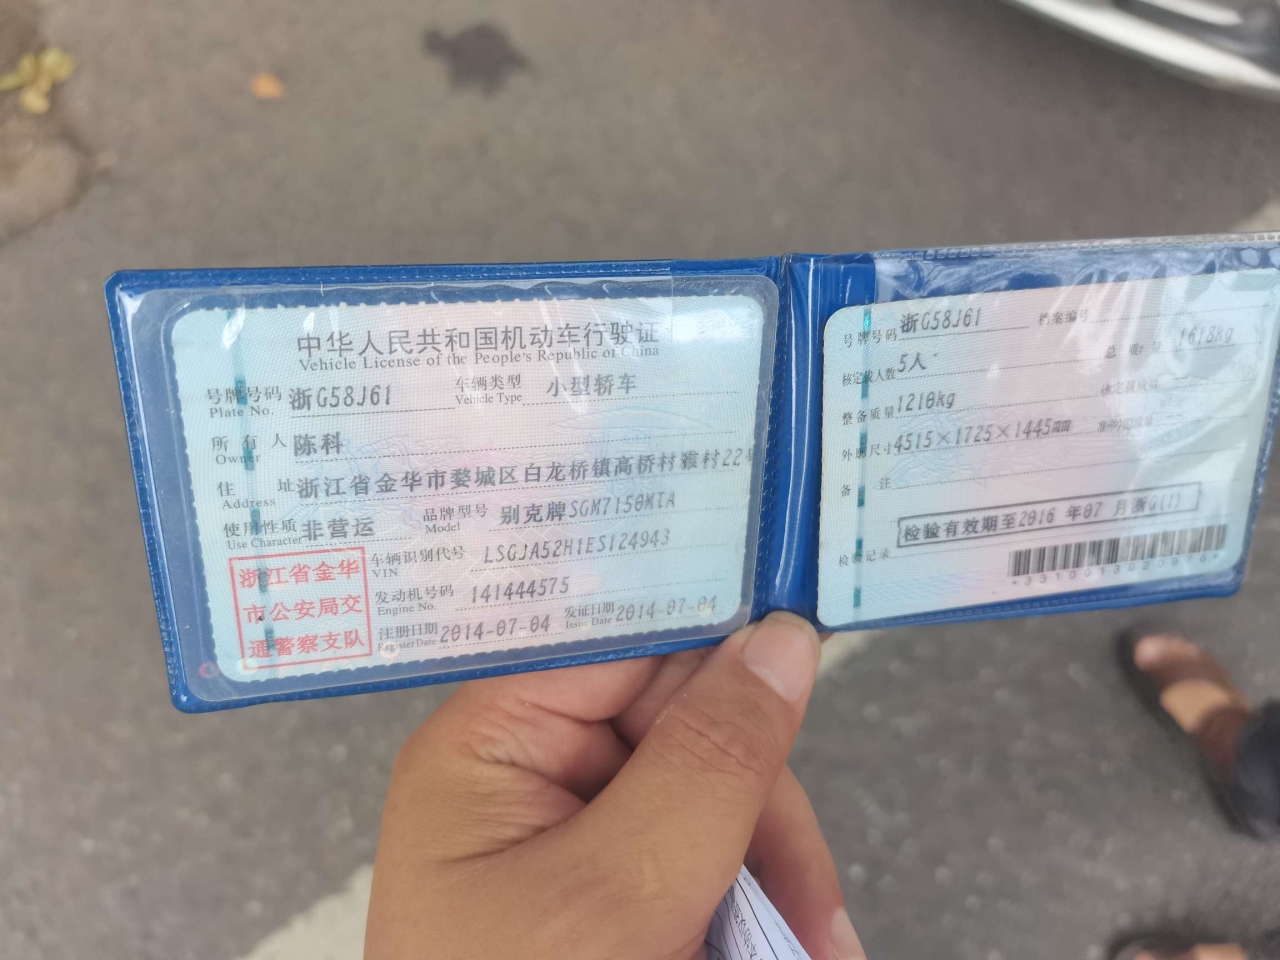 中华人民共和国机动车行驶证
Vehicle License of the People's Republic of China
号牌号码 浙G58J61 车辆类型 小型轿车
Plate No. Vehicle Type
所有人 陈科
Owner
住址 浙江省金华市婺城区白龙桥镇高桥村雅村22号
Address
使用性质 非营运 品牌型号 别克牌SGM7150MTA
Use Character Model
浙江省金华
市公安局交
通警察支队
车辆识别代号 LSGJA52H1ES124943
VIN
发动机号码 141444575
Engine No.
注册日期 2014-07-04 发证日期 2014-07-04
Register Date Issue Date
号牌号码 浙G58J61 档案编号
核定载人数 5人 总质量 1618kg
整备质量 1210kg 核定载质量
外廓尺寸 4515×1725×1445mm
备注
检验有效期至2016 年07 月浙G(1)
检验记录